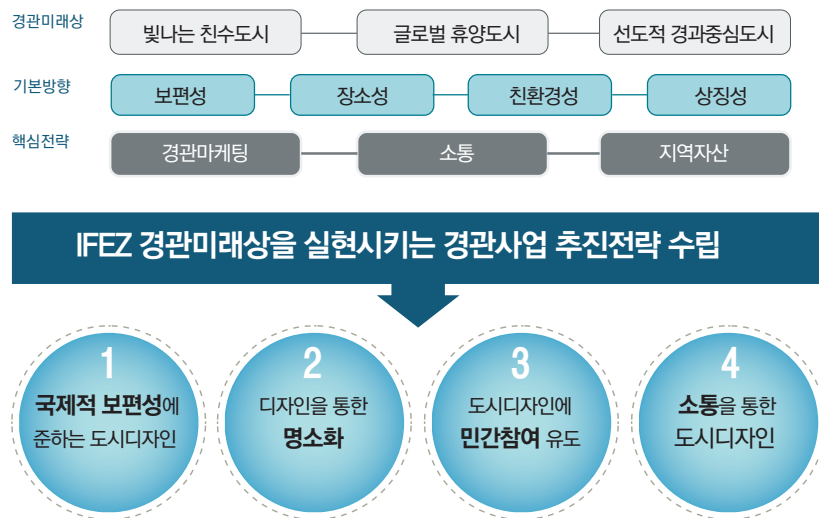 경관미래상
빛나는 친수도시 글로벌 휴양도시 선도적 경과중심도시
기본방향
보편성 장소성 친환경성 상징성
핵심전략
경관마케팅 소통 지역자산
IFEZ 경관미래상을 실현시키는 경관사업 추진전략 수립
1
국제적 보편성에
준하는 도시디자인
2
디자인을 통한
명소화
3
도시디자인에
민간참여 유도
4
소통을 통한
도시디자인